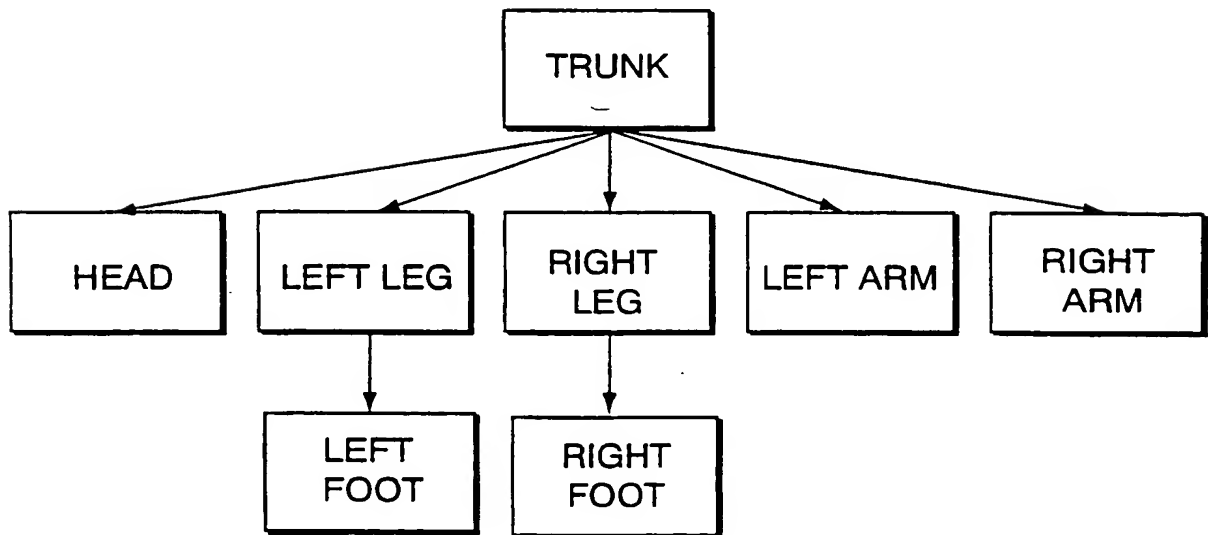 TRUNK
HEAD
LEFT LEG
RIGHT
LEG
LEFT ARM
RIGHT
ARM
LEFT
FOOT
RIGHT
FOOT